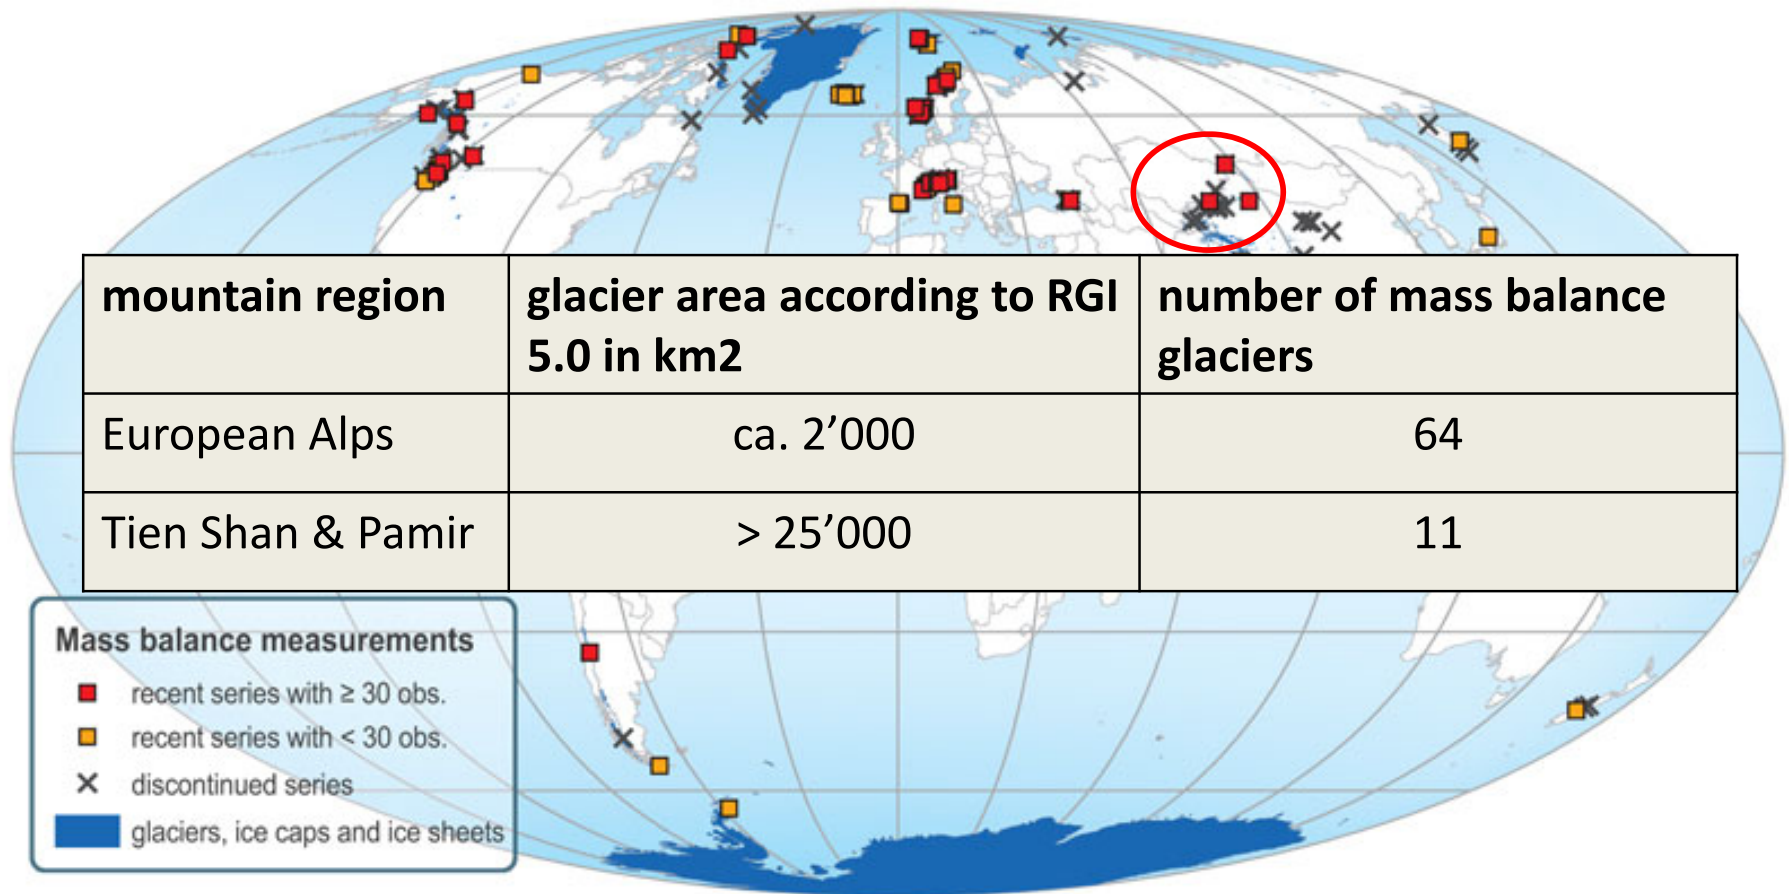 mountain region
glacier area according to RGI
5.0 in km2
number of mass balance
glaciers
European Alps
ca. 2’000
64
Tien Shan & Pamir
> 25’000
11
Mass balance measurements
recent series with ≥ 30 obs.
recent series with < 30 obs.
discontinued series
glaciers, ice caps and ice sheets